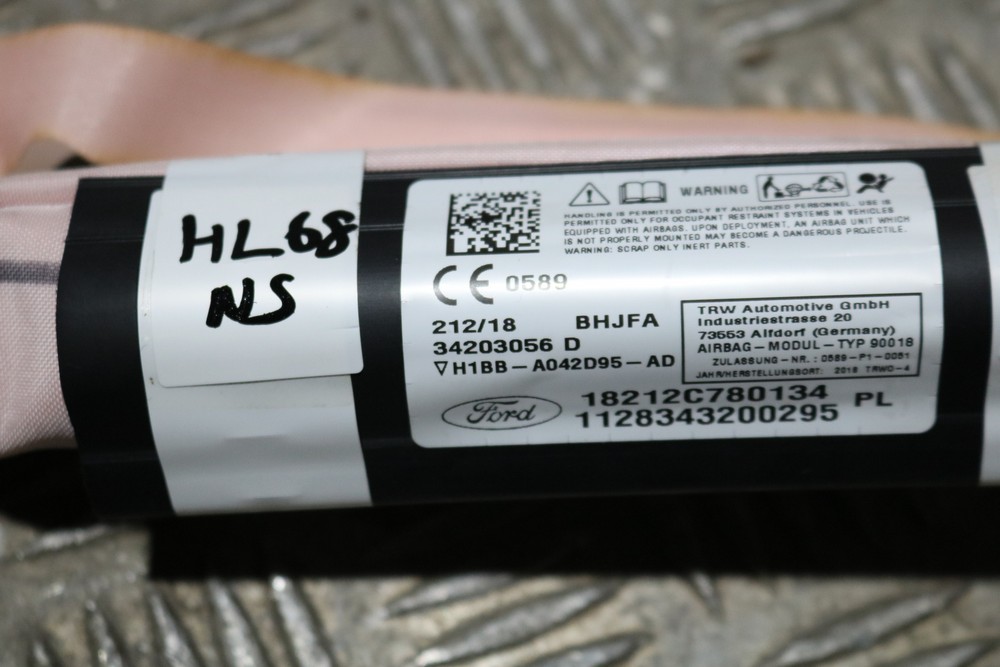 HL68
NS
WARNING
HANDLING IS PERMITTED ONLY BY AUTHORIZED PERSONNEL. USE IS
PERMITTED ONLY FOR OCCUPANT RESTRAINT SYSTEMS IN VEHICLES
EQUIPPED WITH AIRBAGS. UPON DEPLOYMENT, AN AIRBAG UNIT WHICH
IS NOT PROPERLY MOUNTED MAY BECOME A DANGEROUS PROJECTILE.
WARNING: SCRAP ONLY INERT PARTS.
CE 0589
212/18 BHJFA
34203056 D
▽H1BB-A042D95-AD
TRW Automotive GmbH
Industriestrasse 20
73553 Alfdorf (Germany)
AIRBAG-MODUL-TYP 90018
ZULASSUNG-NR.: 0589-P1-0051
JAHR/HERSTELLUNGSORT: 2018 TRWO-4
Ford
18212C780134 PL
1128343200295